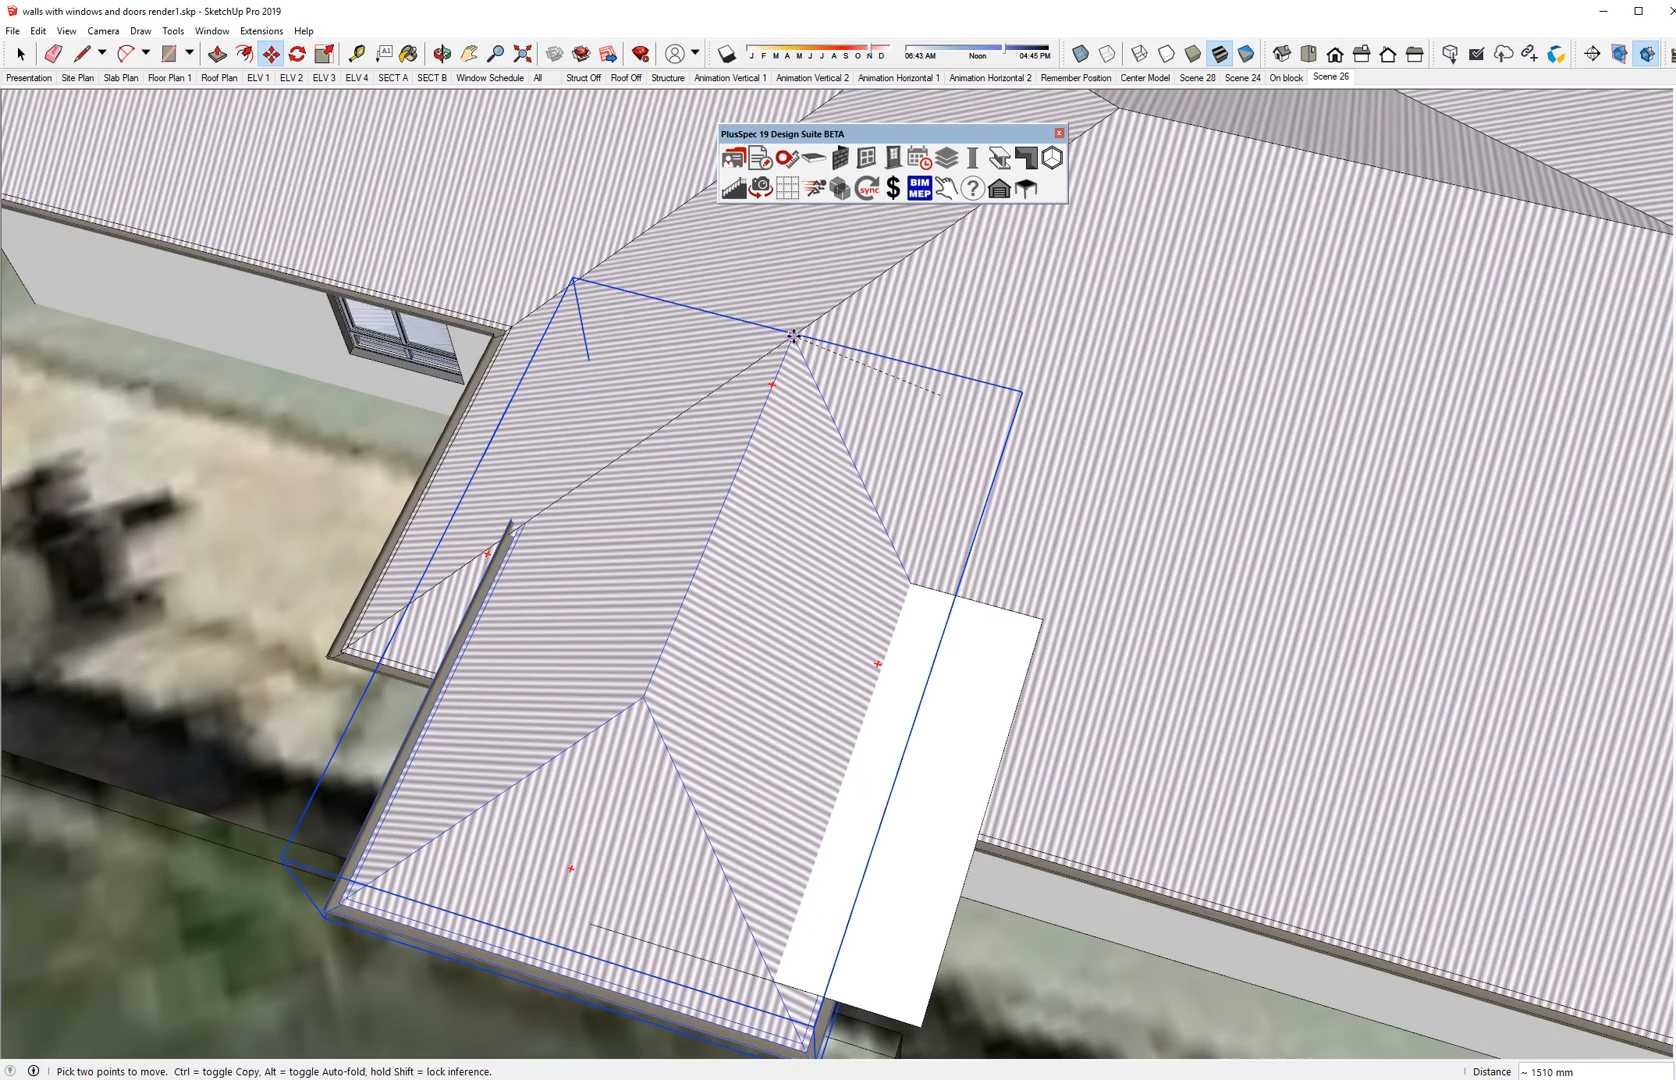 walls with windows and doors render1.skp - SketchUp Pro 2019
File Edit View Camera Draw Tools Window Extensions Help
A1
J F M A M J J A S O N D
06:43 AM Noon 04:45 PM
Presentation Site Plan Slab Plan Floor Plan 1 Roof Plan ELV 1 ELV 2 ELV 3 ELV 4 SECT A SECT B Window Schedule All Struct Off Roof Off Structure Animation Vertical 1 Animation Vertical 2 Animation Horizontal 1 Animation Horizontal 2 Remember Position Center Model Scene 28 Scene 24 On block Scene 26
PlusSpec 19 Design Suite BETA
sync $ BIM MEP ?
Pick two points to move. Ctrl = toggle Copy, Alt = toggle Auto-fold, hold Shift = lock inference.
Distance ~ 1510 mm